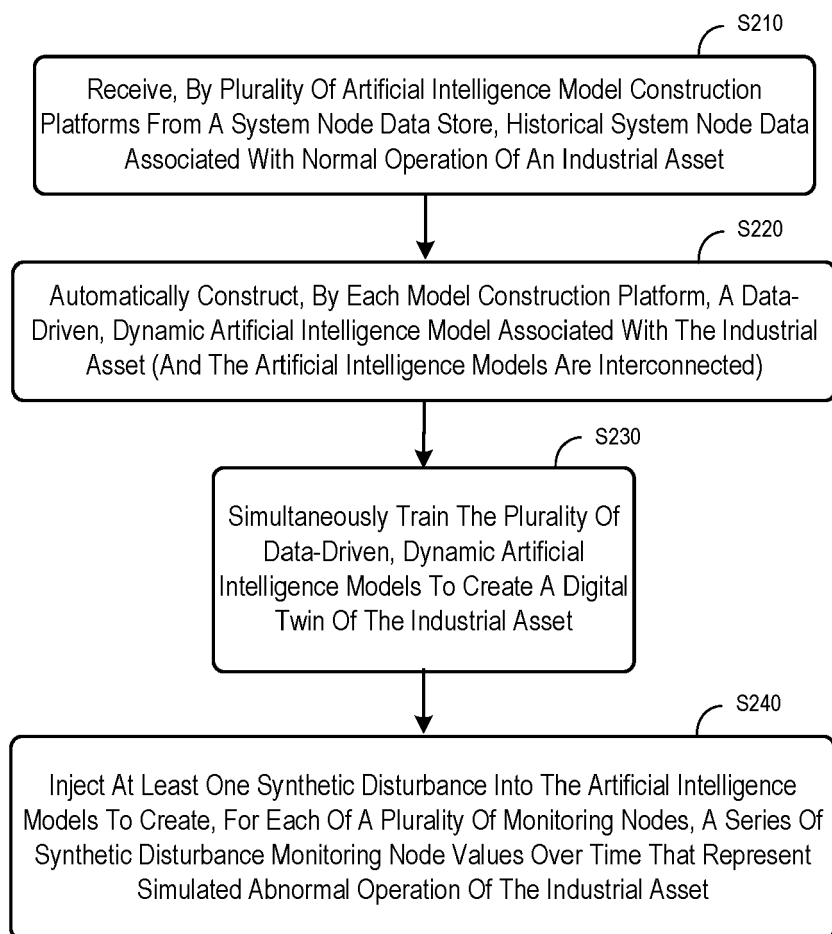 S210
Receive, By Plurality Of Artificial Intelligence Model Construction
Platforms From A System Node Data Store, Historical System Node Data
Associated With Normal Operation Of An Industrial Asset
S220
Automatically Construct, By Each Model Construction Platform, A Data-
Driven, Dynamic Artificial Intelligence Model Associated With The Industrial
Asset (And The Artificial Intelligence Models Are Interconnected)
S230
Simultaneously Train The Plurality Of
Data-Driven, Dynamic Artificial
Intelligence Models To Create A Digital
Twin Of The Industrial Asset
S240
Inject At Least One Synthetic Disturbance Into The Artificial Intelligence
Models To Create, For Each Of A Plurality Of Monitoring Nodes, A Series Of
Synthetic Disturbance Monitoring Node Values Over Time That Represent
Simulated Abnormal Operation Of The Industrial Asset